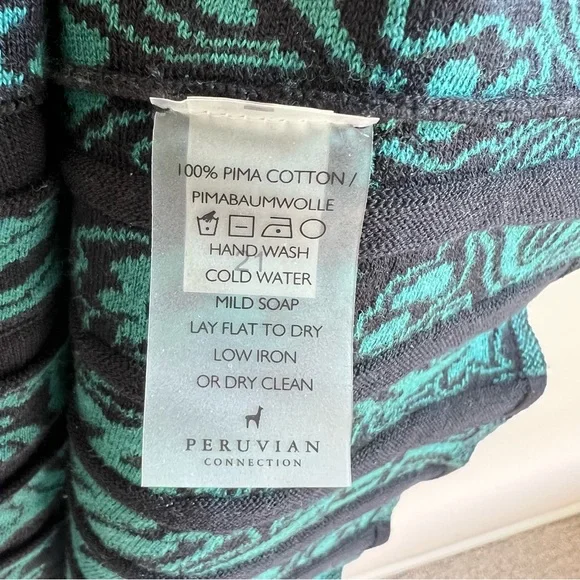 100% PIMA COTTON /
PIMABAUMWOLLE
HAND WASH
COLD WATER
MILD SOAP
LAY FLAT TO DRY
LOW IRON
OR DRY CLEAN
PERUVIAN
CONNECTION